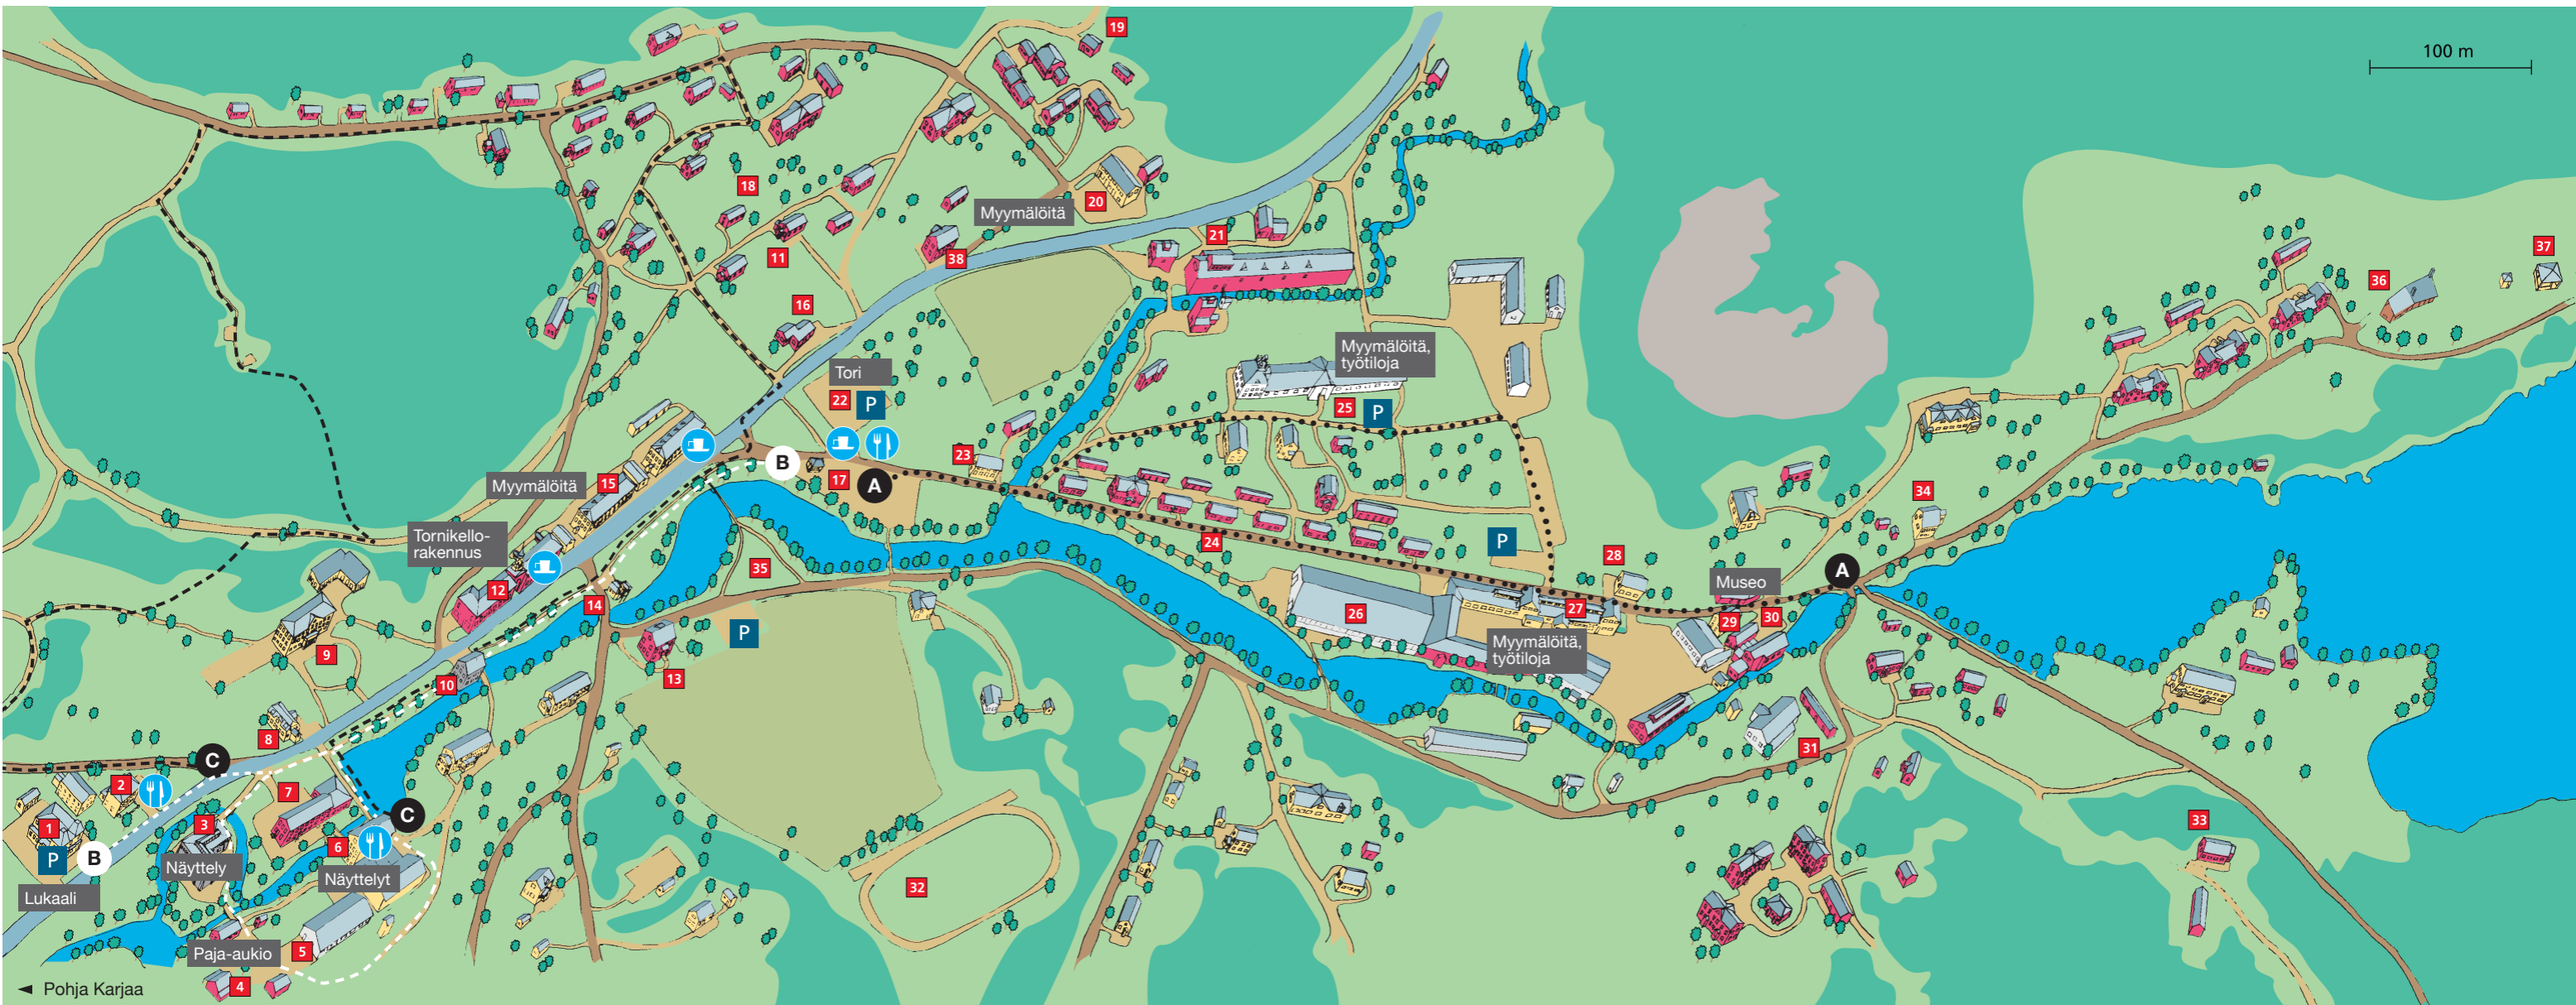 19
100 m
18
20
Myymälöitä
21
11
38
37
36
16
Myymälöitä,
työtiloja
Tori
22
P
25
P
23
B
17
A
Myymälöitä
15
34
Tornikello-
rakennus
24
P
28
35
A
Museo
12
14
26
27
29
30
P
Myymälöitä,
työtiloja
9
13
10
8
31
C
2
7
C
33
1
3
P
B
6
Näyttely
Näyttelyt
32
Lukaali
Paja-aukio
5
4
◄ Pohja Karjaa